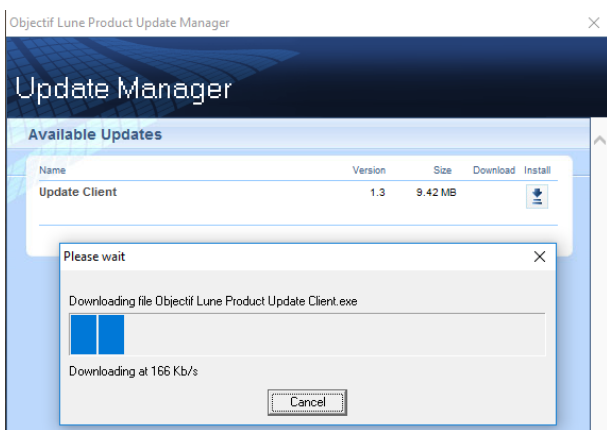 Objectif Lune Product Update Manager
Update Manager
Available Updates
Name Version Size Download Install
Update Client 1.3 9.42 MB
Please wait
Downloading file Objectif Lune Product Update Client.exe
Downloading at 166 Kb/s
Cancel